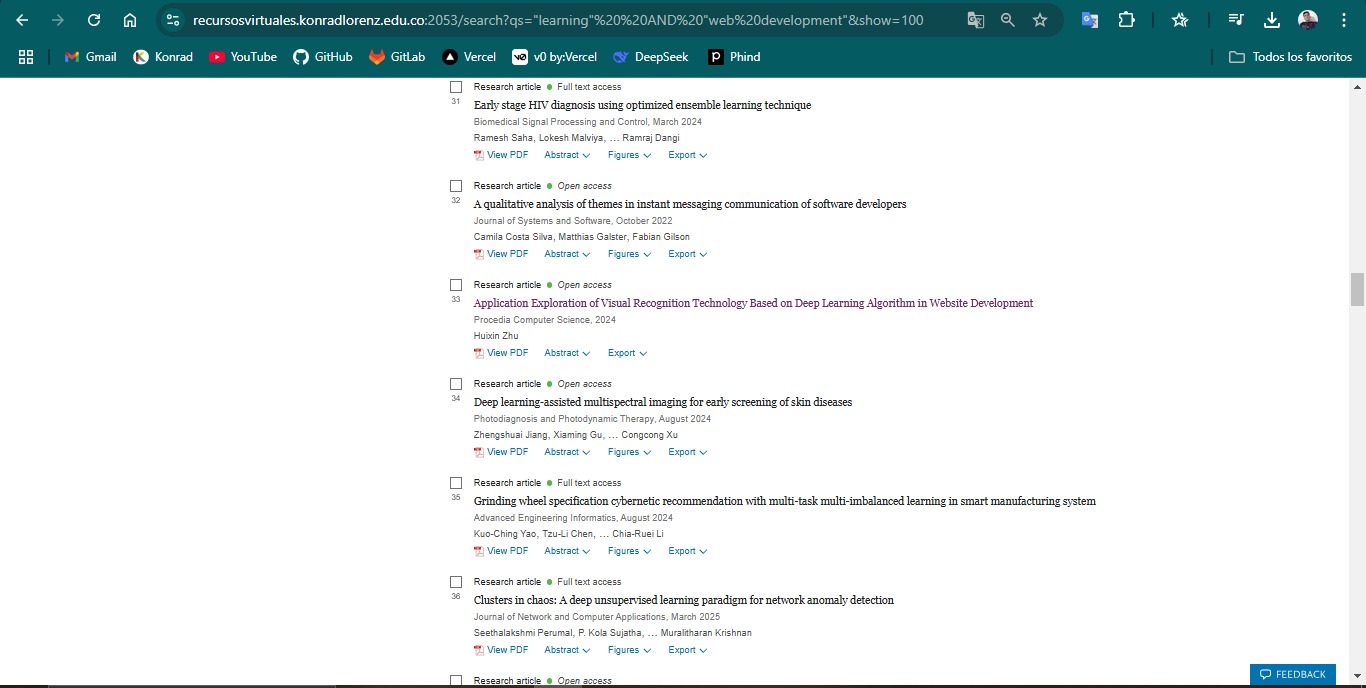 recursosvirtuales.konradlorenz.edu.co:2053/search?qs="learning"%20%20AND%20"web%20development"&show=100
Gmail Konrad YouTube GitHub GitLab Vercel v0 by:Vercel DeepSeek Phind Todos los favoritos
Research article Full text access
31
Early stage HIV diagnosis using optimized ensemble learning technique
Biomedical Signal Processing and Control, March 2024
Ramesh Saha, Lokesh Malviya, … Ramraj Dangi
View PDF Abstract Figures Export
Research article Open access
32
A qualitative analysis of themes in instant messaging communication of software developers
Journal of Systems and Software, October 2022
Camila Costa Silva, Matthias Galster, Fabian Gilson
View PDF Abstract Figures Export
Research article Open access
33
Application Exploration of Visual Recognition Technology Based on Deep Learning Algorithm in Website Development
Procedia Computer Science, 2024
Huixin Zhu
View PDF Abstract Export
Research article Open access
34
Deep learning-assisted multispectral imaging for early screening of skin diseases
Photodiagnosis and Photodynamic Therapy, August 2024
Zhengshuai Jiang, Xiaming Gu, … Congcong Xu
View PDF Abstract Figures Export
Research article Full text access
35
Grinding wheel specification cybernetic recommendation with multi-task multi-imbalanced learning in smart manufacturing system
Advanced Engineering Informatics, August 2024
Kuo-Ching Yao, Tzu-Li Chen, … Chia-Ruei Li
View PDF Abstract Figures Export
Research article Full text access
36
Clusters in chaos: A deep unsupervised learning paradigm for network anomaly detection
Journal of Network and Computer Applications, March 2025
Seethalakshmi Perumal, P. Kola Sujatha, … Muralitharan Krishnan
View PDF Abstract Figures Export
Research article Open access
FEEDBACK